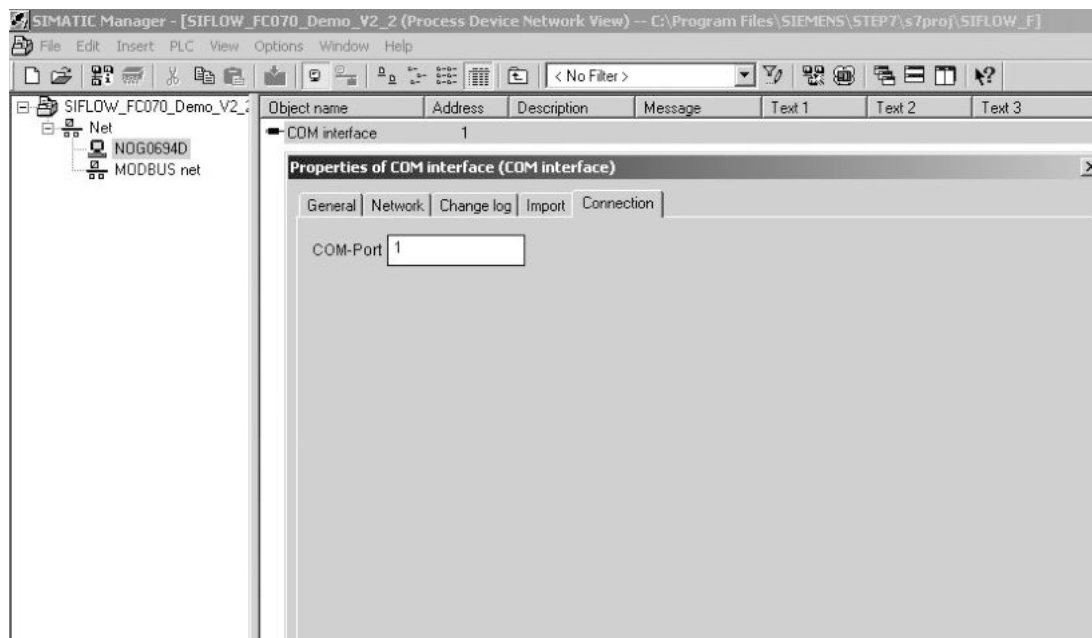 SIMATIC Manager - [SIFLOW_FC070_Demo_V2_2 (Process Device Network View) -- C:\Program Files\SIEMENS\STEP7\s7proj\SIFLOW_F]
File Edit Insert PLC View Options Window Help
< No Filter >
SIFLOW_FC070_Demo_V2_2
Net
NOG0694D
MODBUS net
Object name Address Description Message Text 1 Text 2 Text 3
COM interface 1
Properties of COM interface (COM interface)
General Network Change log Import Connection
COM-Port 1